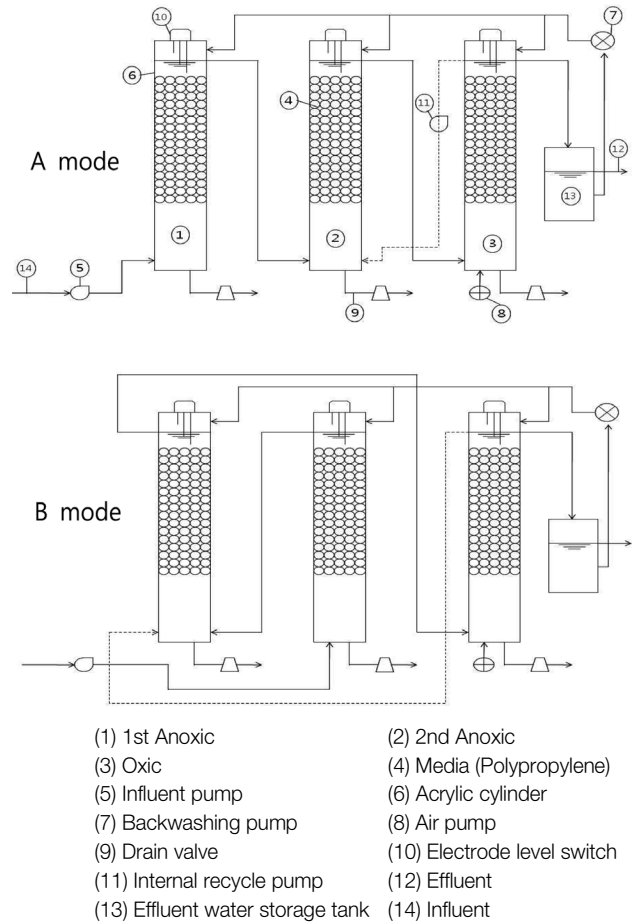 10
7
6
4
11
12
A mode
13
1
2
3
14
5
9
8
B mode
(1) 1st Anoxic (2) 2nd Anoxic
(3) Oxic (4) Media (Polypropylene)
(5) Influent pump (6) Acrylic cylinder
(7) Backwashing pump (8) Air pump
(9) Drain valve (10) Electrode level switch
(11) Internal recycle pump (12) Effluent
(13) Effluent water storage tank (14) Influent